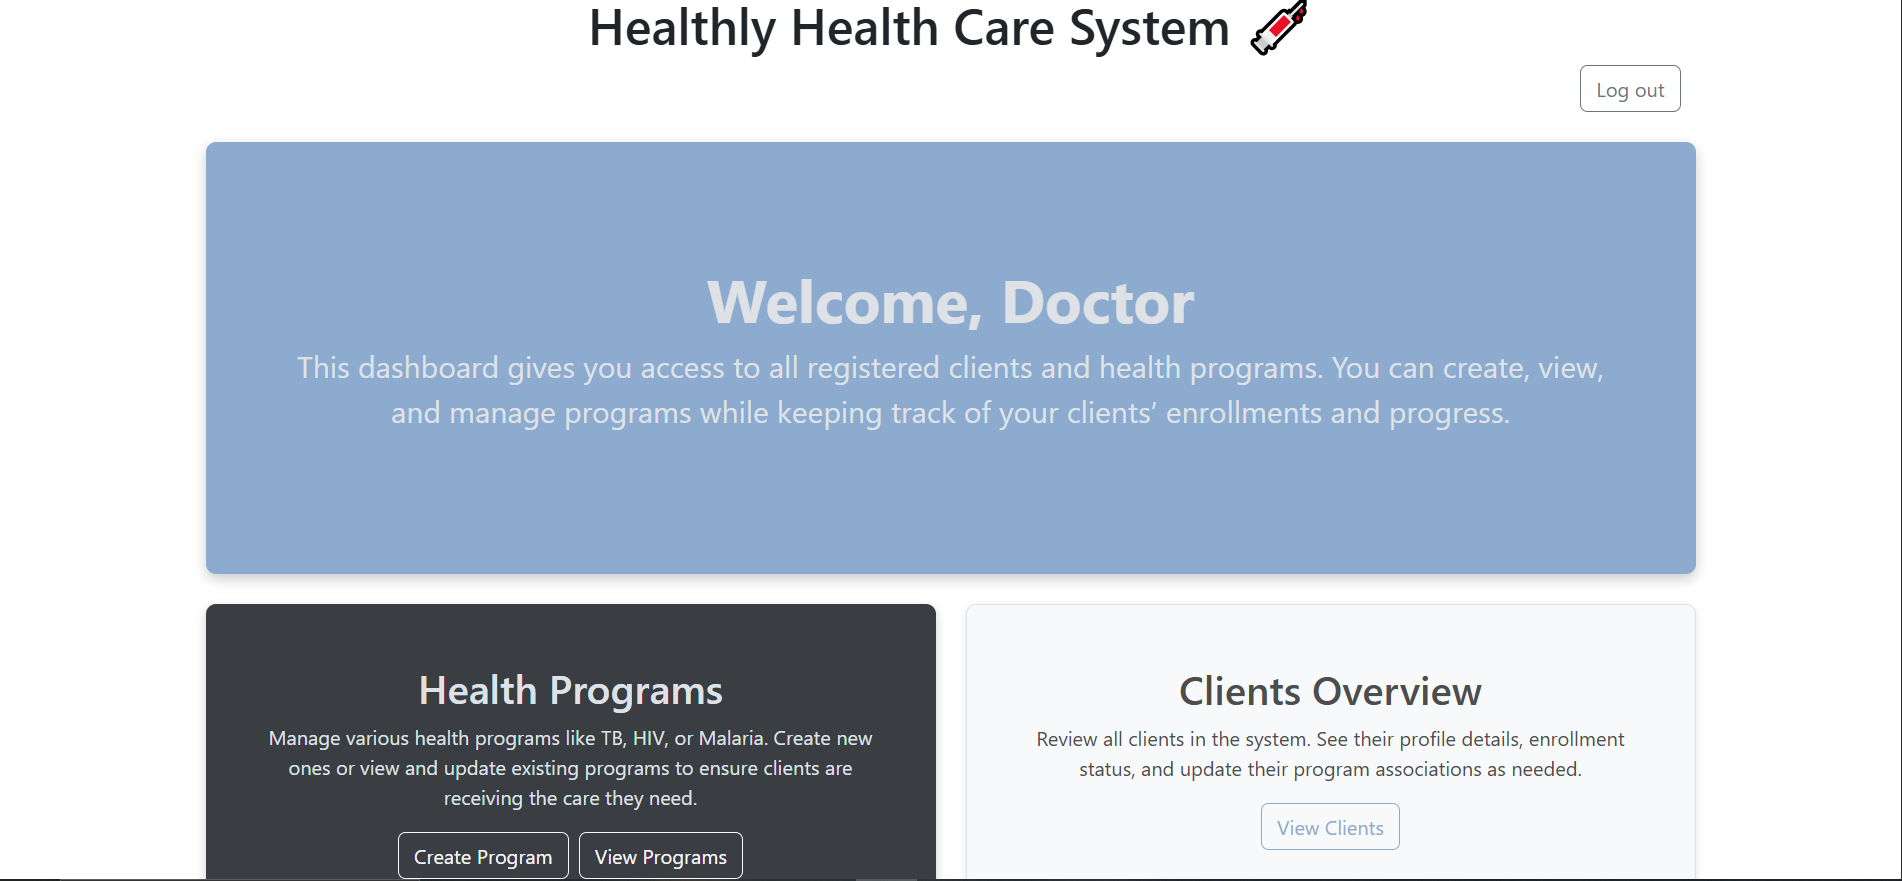 Healthly Health Care System
Log out
Welcome, Doctor
This dashboard gives you access to all registered clients and health programs. You can create, view,
and manage programs while keeping track of your clients’ enrollments and progress.
Health Programs
Manage various health programs like TB, HIV, or Malaria. Create new
ones or view and update existing programs to ensure clients are
receiving the care they need.
Create Program
View Programs
Clients Overview
Review all clients in the system. See their profile details, enrollment
status, and update their program associations as needed.
View Clients